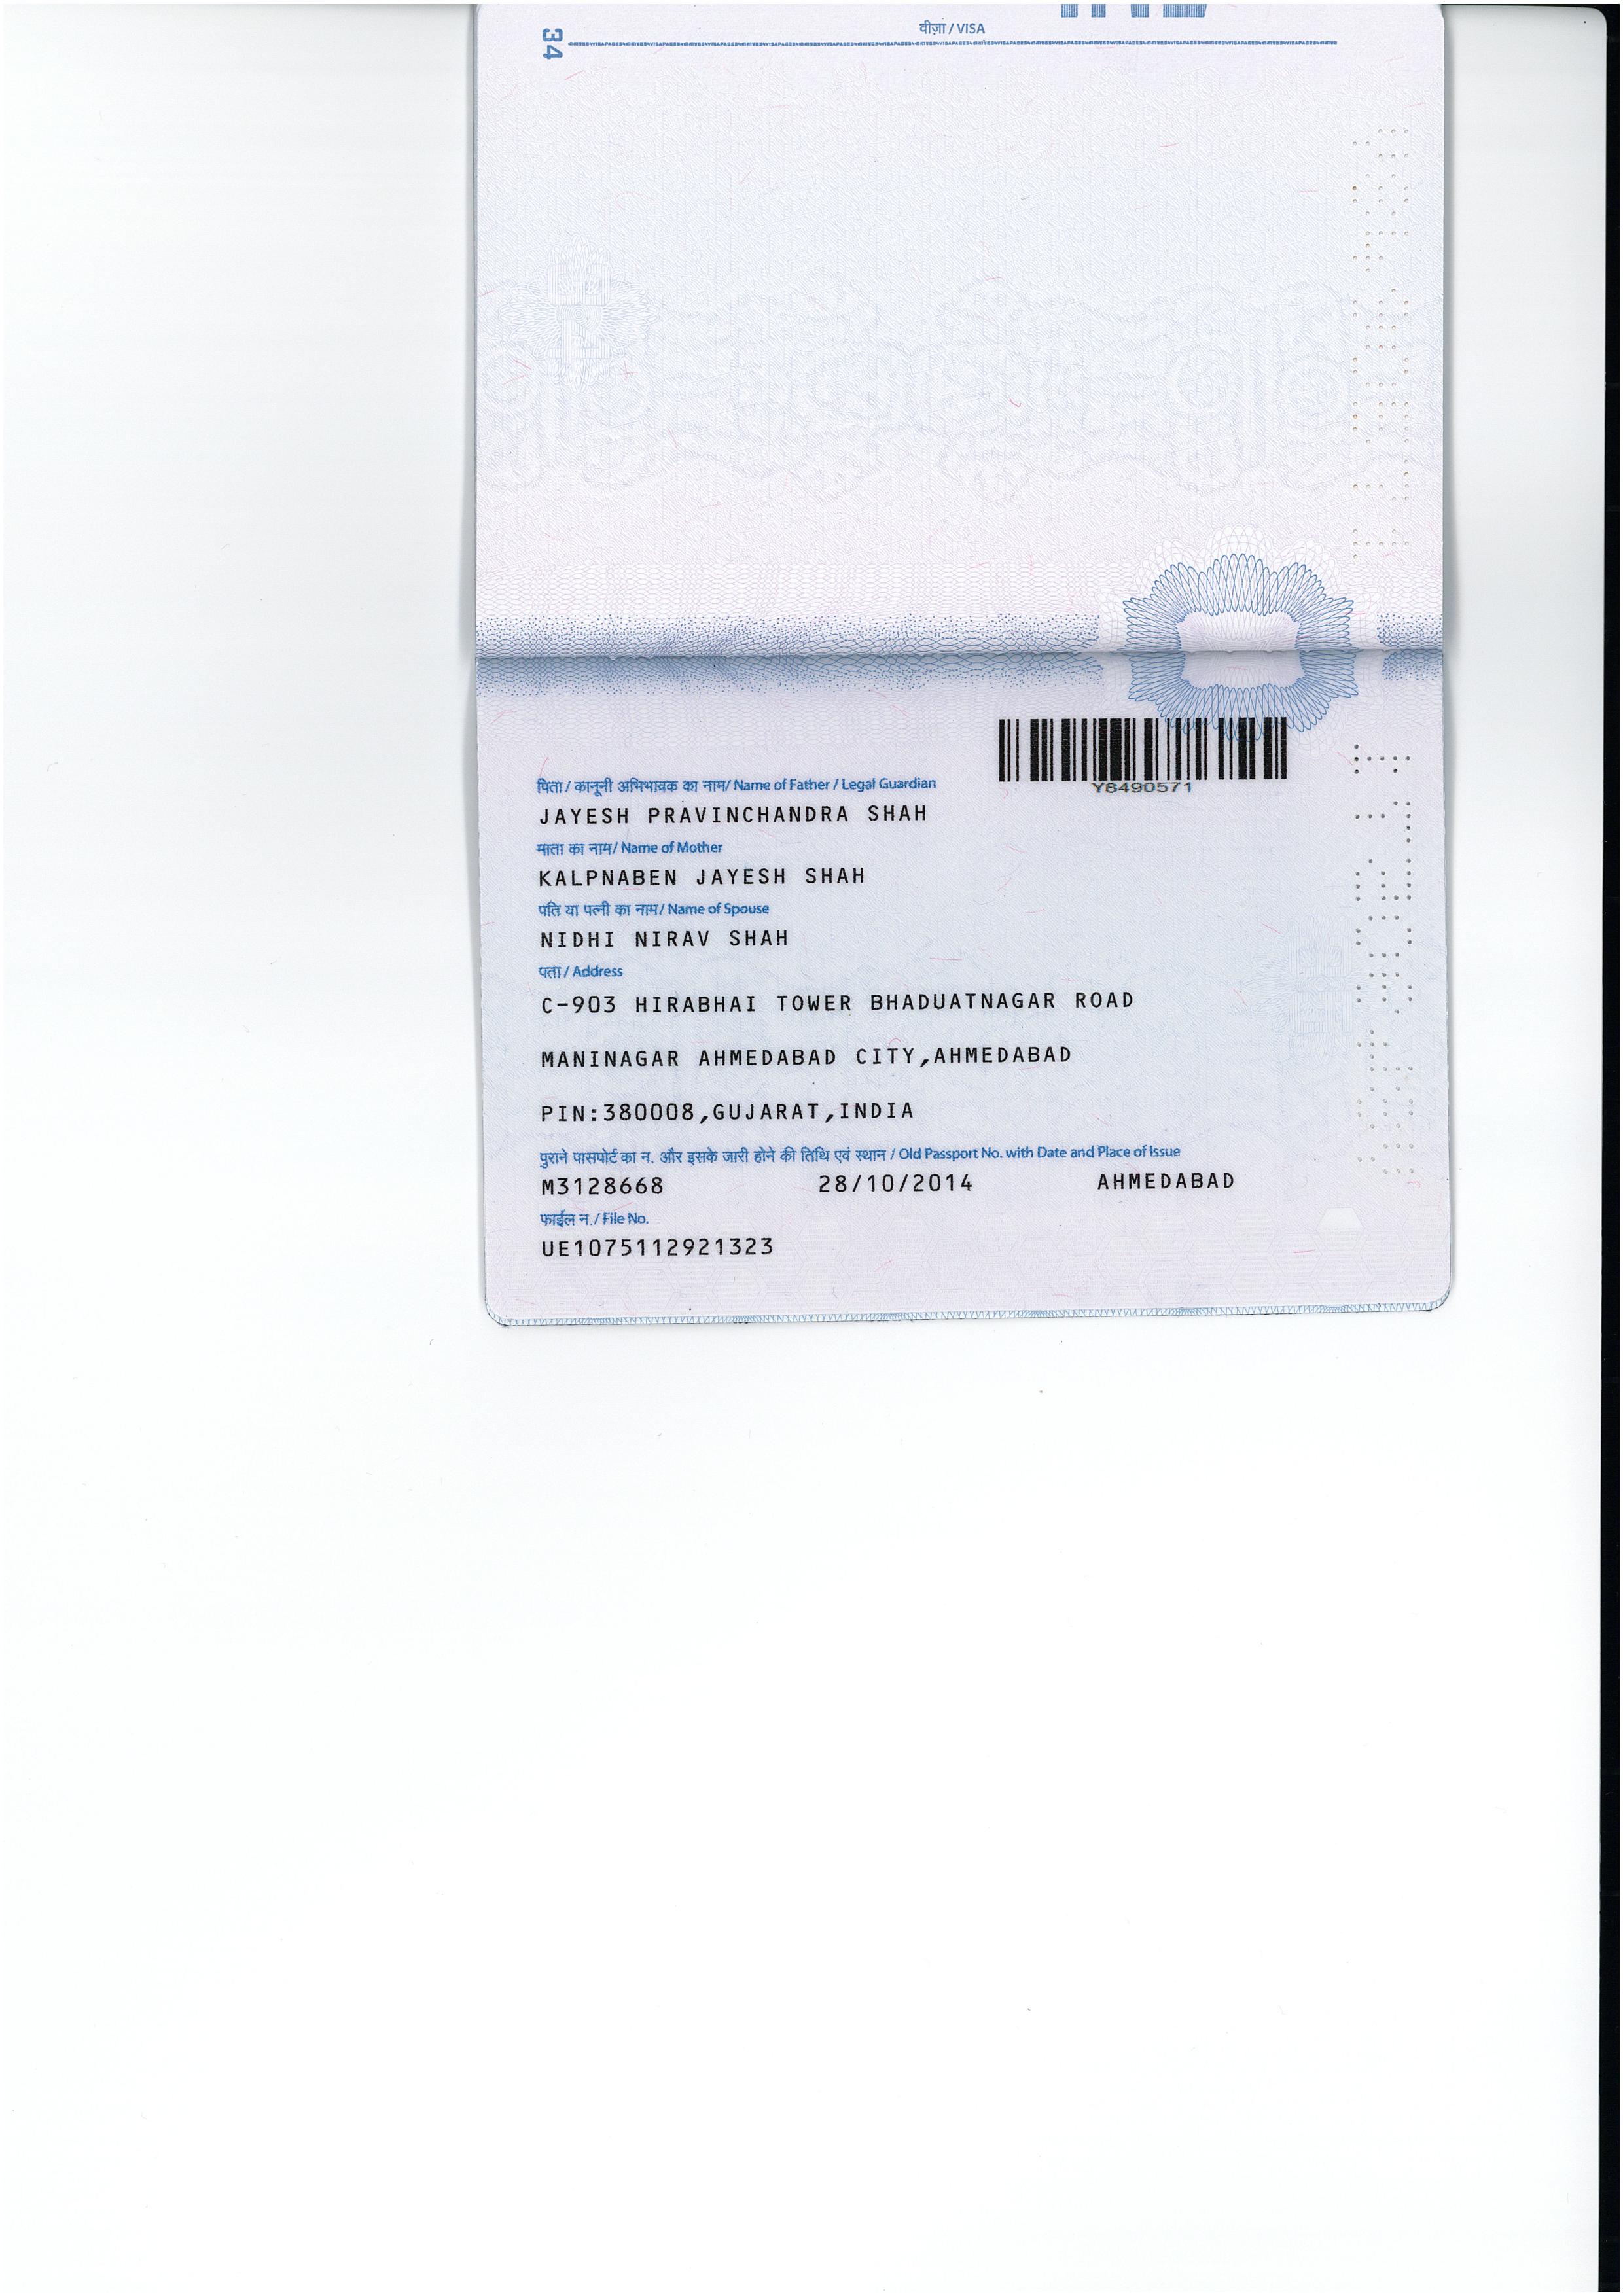 34
वीज़ा / VISA
Y8490571
पिता / कानूनी अभिभावक का नाम/ Name of Father / Legal Guardian
JAYESH PRAVINCHANDRA SHAH
माता का नाम/ Name of Mother
KALPNABEN JAYESH SHAH
पति या पत्नी का नाम/ Name of Spouse
NIDHI NIRAV SHAH
पता / Address
C-903 HIRABHAI TOWER BHADUATNAGAR ROAD
MANINAGAR AHMEDABAD CITY,AHMEDABAD
PIN:380008,GUJARAT,INDIA
पुराने पासपोर्ट का न. और इसके जारी होने की तिथि एवं स्थान / Old Passport No. with Date and Place of Issue
M3128668 28/10/2014 AHMEDABAD
फाईल न. / File No.
UE1075112921323